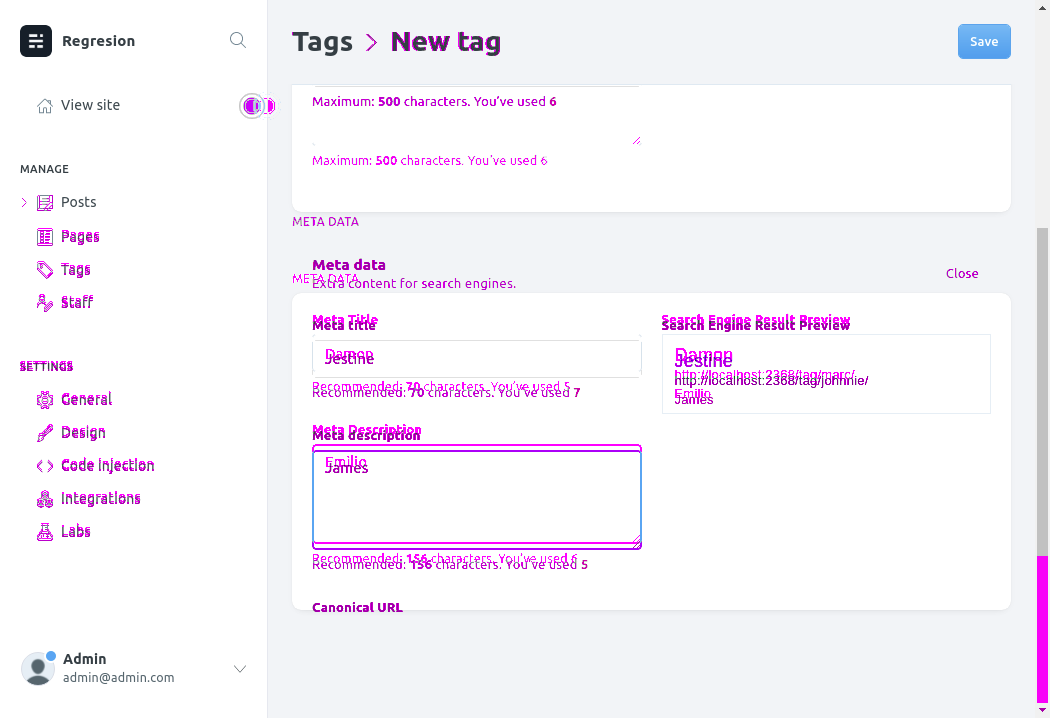 Regresion
Tags > New tag
Save
View site
Maximum: 500 characters. You've used 6
Maximum: 500 characters. You've used 6
MANAGE
Posts
META DATA
Pages
Tags
Meta data
Close
META DATA
Extra content for search engines.
Staff
Meta Title
Search Engine Result Preview
Meta title
Search Engine Result Preview
Damon
Damon
Jestine
Jestine
SETTINGS
http://localhost:2368/tag/marc/
http://localhost:2368/tag/johnnie/
Recommended: 70 characters. You've used 5
Recommended: 70 characters. You've used 7
Emilio
James
General
Design
Meta Description
Meta description
Code injection
Emilio
James
Integrations
Labs
Recommended: 156 characters. You've used 6
Recommended: 156 characters. You've used 5
Canonical URL
Admin
admin@admin.com